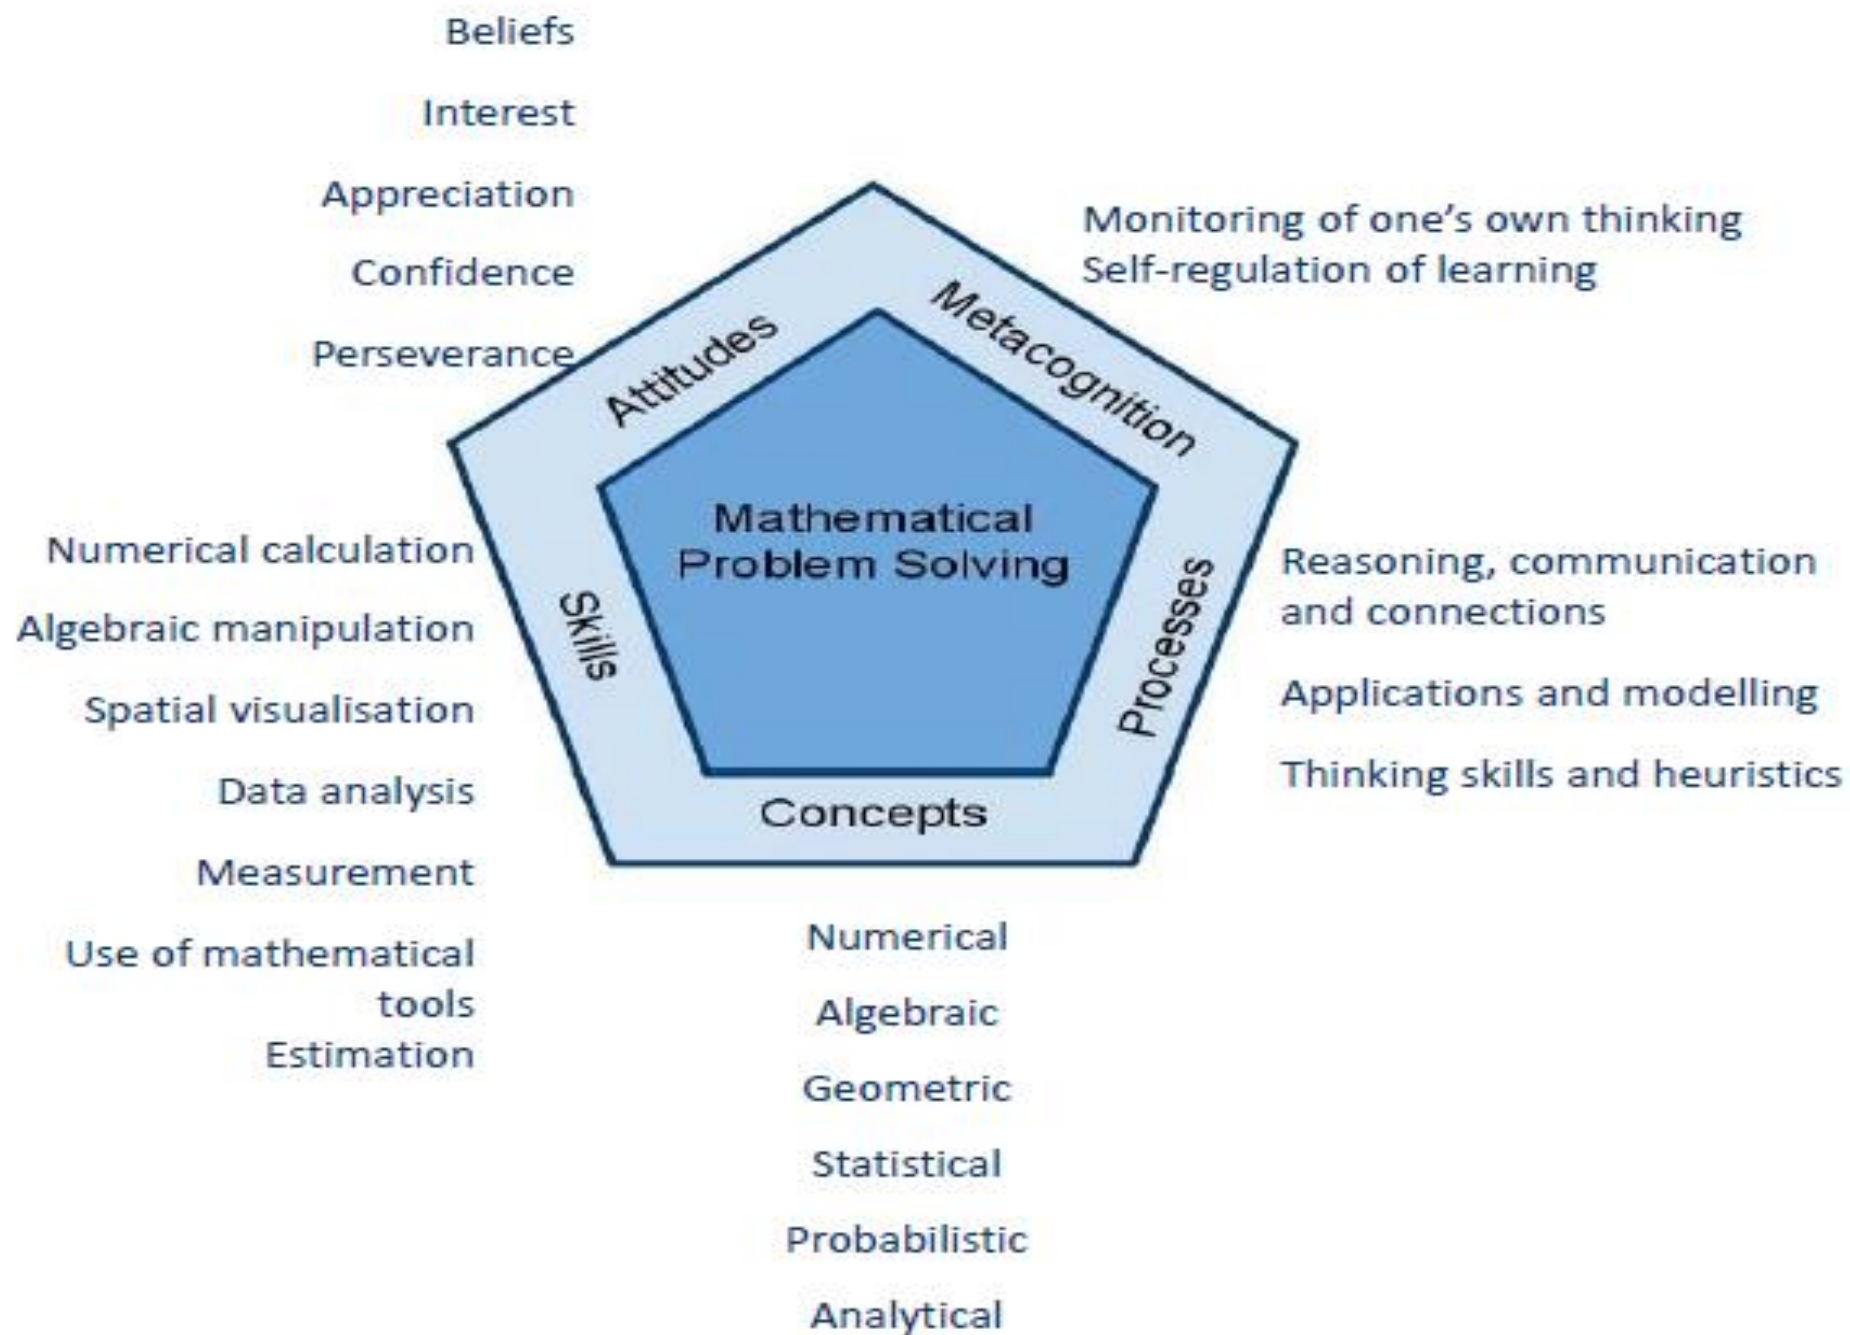 Beliefs
Interest
Appreciation
Confidence
Perseverance
Monitoring of one's own thinking
Self-regulation of learning
Attitudes
Metacognition
Mathematical
Problem Solving
Skills
Processes
Concepts
Numerical calculation
Algebraic manipulation
Spatial visualisation
Data analysis
Measurement
Use of mathematical
tools
Estimation
Reasoning, communication
and connections
Applications and modelling
Thinking skills and heuristics
Numerical
Algebraic
Geometric
Statistical
Probabilistic
Analytical